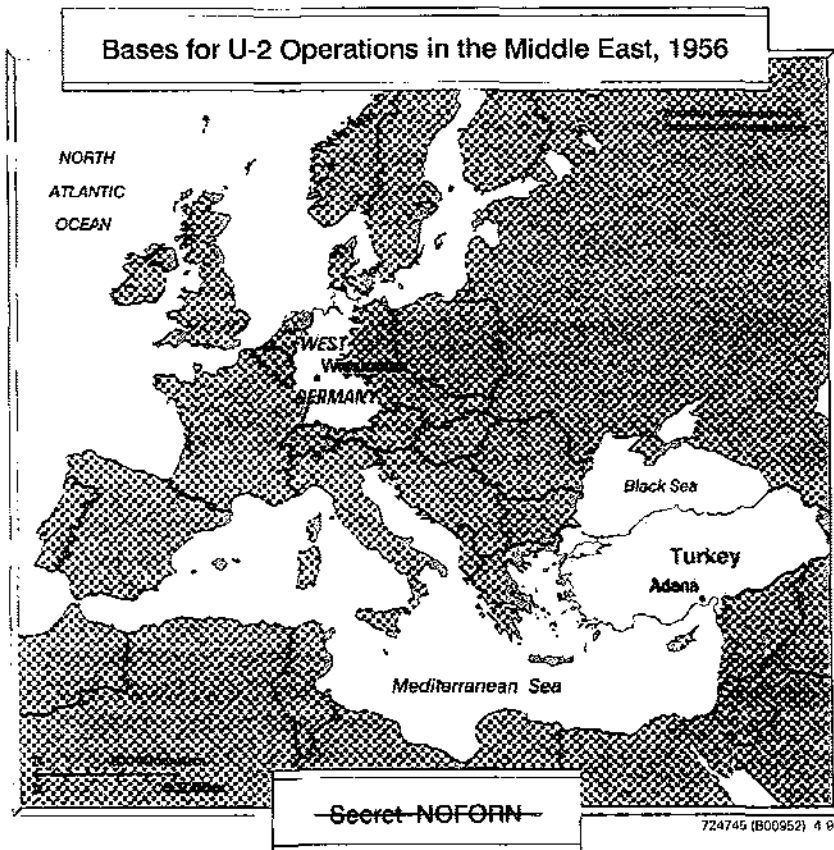 Bases for U-2 Operations in the Middle East, 1956
NORTH
ATLANTIC
OCEAN
WEST
GERMANY
Black Sea
Turkey
Adana
Mediterranean Sea
Secret NOFORN
724745 (B00952) 4 9